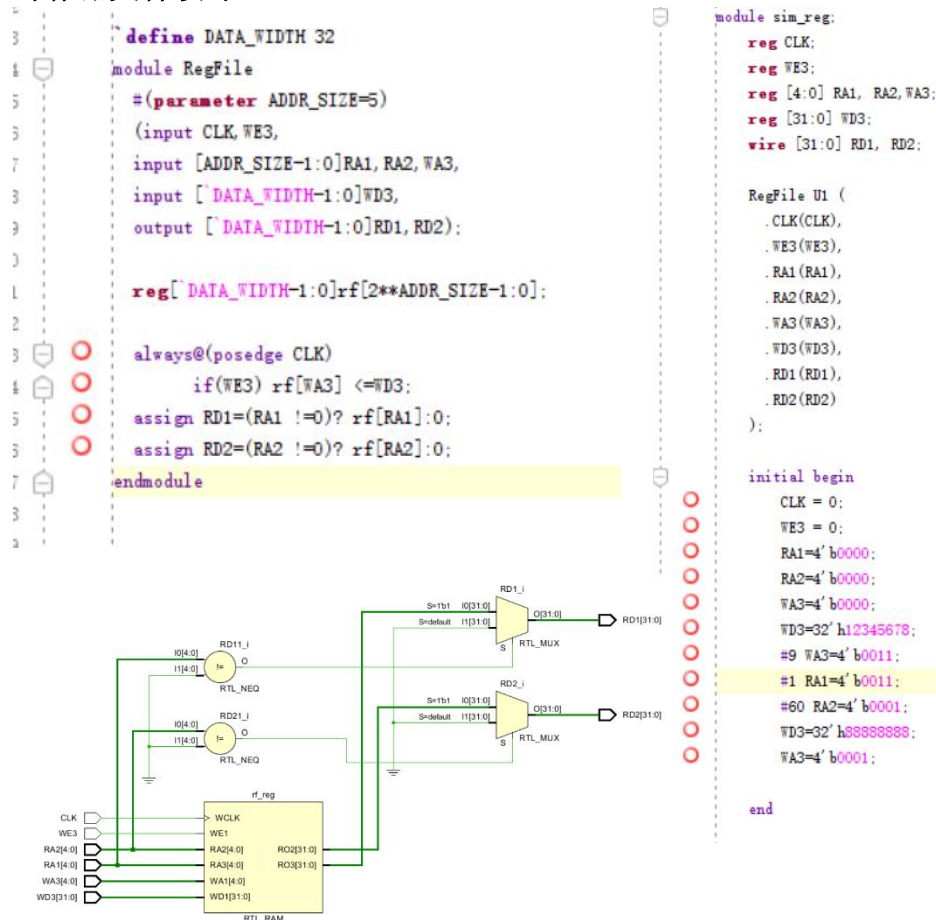 `define DATA_WIDTH 32
module RegFile
#(parameter ADDR_SIZE=5)
(input CLK,WE3,
input [ADDR_SIZE-1:0]RA1,RA2,WA3,
input [`DATA_WIDTH-1:0]WD3,
output [`DATA_WIDTH-1:0]RD1,RD2);
reg[`DATA_WIDTH-1:0]rf[2**ADDR_SIZE-1:0];
always@(posedge CLK)
if(WE3) rf[WA3] <=WD3;
assign RD1=(RA1 !=0)? rf[RA1]:0;
assign RD2=(RA2 !=0)? rf[RA2]:0;
endmodule
module sim_reg;
reg CLK;
reg WE3;
reg [4:0] RA1, RA2,WA3;
reg [31:0] WD3;
wire [31:0] RD1, RD2;
RegFile U1 (
.CLK(CLK),
.WE3(WE3),
.RA1(RA1),
.RA2(RA2),
.WA3(WA3),
.WD3(WD3),
.RD1(RD1),
.RD2(RD2)
);
initial begin
CLK = 0;
WE3 = 0;
RA1=4'b0000;
RA2=4'b0000;
WA3=4'b0000;
WD3=32'h12345678;
#9 WA3=4'b0011;
#1 RA1=4'b0011;
#60 RA2=4'b0001;
WD3=32'h88888888;
WA3=4'b0001;
end
RD1_i
S=1'b1 I0[31:0]
S=default I1[31:0]
O[31:0]
RD1[31:0]
S RTL_MUX
RD11_i
I0[4:0]
I1[4:0]
!= O
RTL_NEQ
RD2_i
S=1'b1 I0[31:0]
S=default I1[31:0]
O[31:0]
RD2[31:0]
S RTL_MUX
RD21_i
I0[4:0]
I1[4:0]
!= O
RTL_NEQ
rf_reg
CLK WCLK
WE3 WE1
RA2[4:0] RA2[4:0] RO2[31:0]
RA1[4:0] RA3[4:0] RO3[31:0]
WA3[4:0] WA1[4:0]
WD3[31:0] WD1[31:0]
RTL_RAM